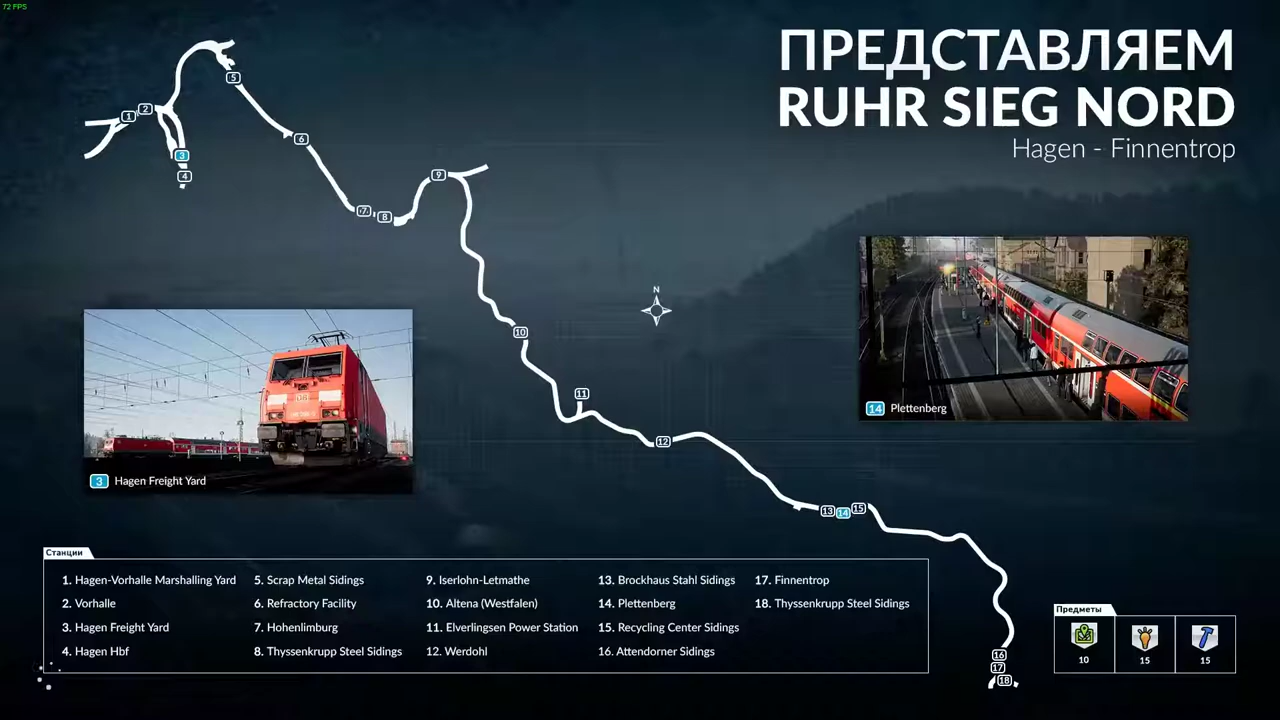 72 FPS
ПРЕДСТАВЛЯЕМ
RUHR SIEG NORD
Hagen - Finnentrop
5
1
2
6
3
4
9
7
8
N
10
11
12
13
14
15
16
17
18
3 Hagen Freight Yard
14 Plettenberg
Станции
1. Hagen-Vorhalle Marshalling Yard
2. Vorhalle
3. Hagen Freight Yard
4. Hagen Hbf
5. Scrap Metal Sidings
6. Refractory Facility
7. Hohenlimburg
8. Thyssenkrupp Steel Sidings
9. Iserlohn-Letmathe
10. Altena (Westfalen)
11. Elverlingsen Power Station
12. Werdohl
13. Brockhaus Stahl Sidings
14. Plettenberg
15. Recycling Center Sidings
16. Attendorner Sidings
17. Finnentrop
18. Thyssenkrupp Steel Sidings
Предметы
10
15
15